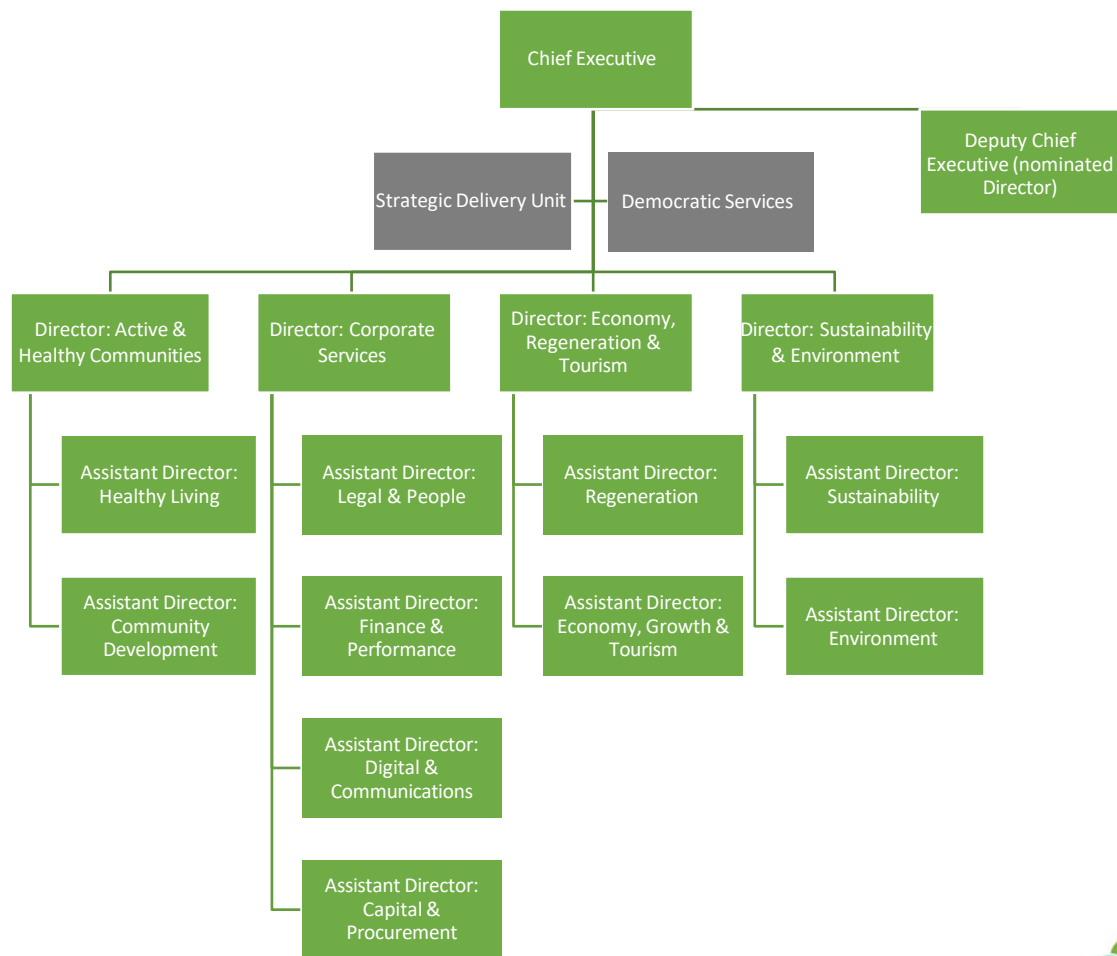 Chief Executive
Deputy Chief
Executive (nominated
Director)
Strategic Delivery Unit
Democratic Services
Director: Active &
Healthy Communities
Director: Corporate
Services
Director: Economy,
Regeneration &
Tourism
Director: Sustainability
& Environment
Assistant Director:
Healthy Living
Assistant Director:
Legal & People
Assistant Director:
Regeneration
Assistant Director:
Sustainability
Assistant Director:
Community
Development
Assistant Director:
Finance &
Performance
Assistant Director:
Economy, Growth &
Tourism
Assistant Director:
Environment
Assistant Director:
Digital &
Communications
Assistant Director:
Capital &
Procurement